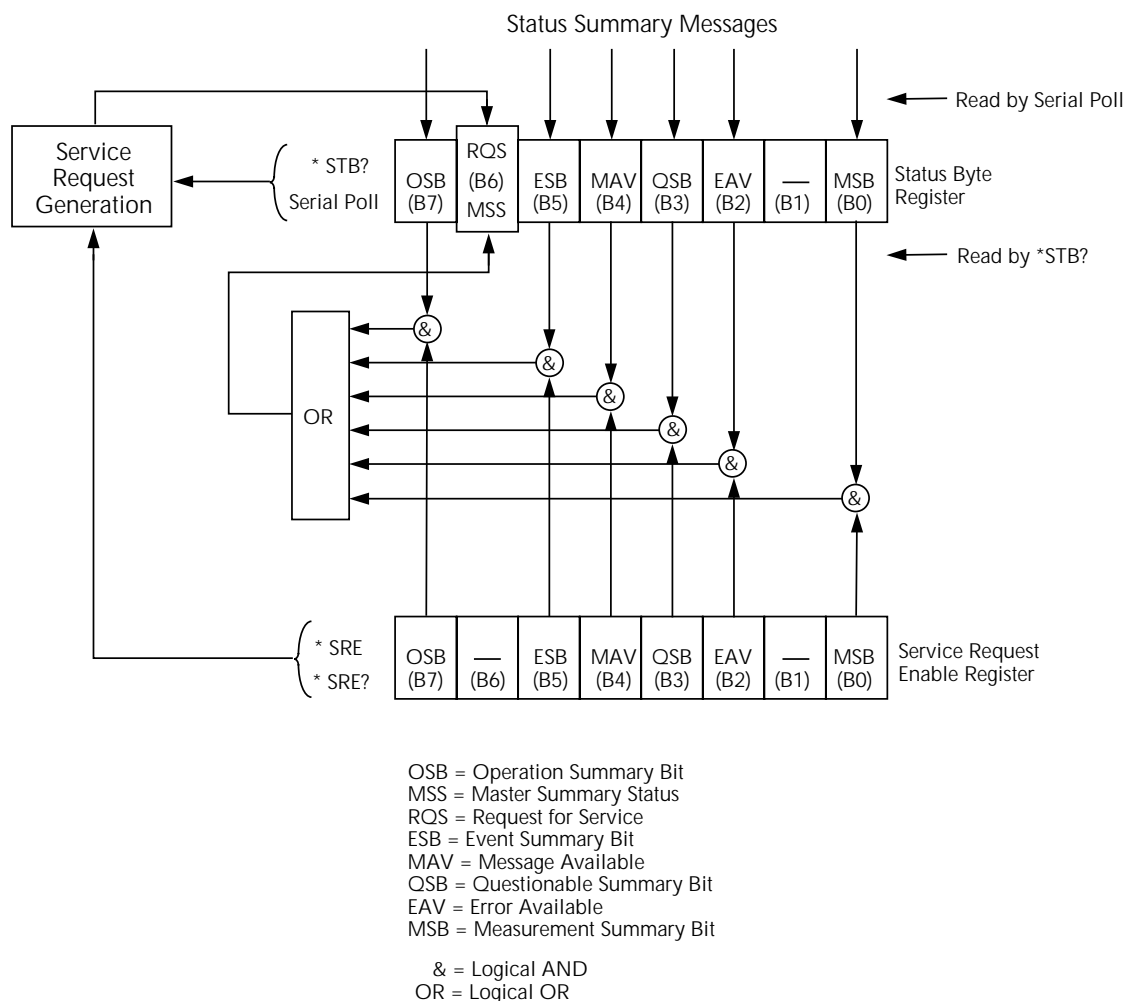 Status Summary Messages
Read by Serial Poll
Service
Request
Generation
* STB?
Serial Poll
OSB
(B7)
RQS
(B6)
MSS
ESB
(B5)
MAV
(B4)
QSB
(B3)
EAV
(B2)
—
(B1)
MSB
(B0)
Status Byte
Register
Read by *STB?
&
&
&
&
&
&
OR
* SRE
* SRE?
OSB
(B7)
—
(B6)
ESB
(B5)
MAV
(B4)
QSB
(B3)
EAV
(B2)
—
(B1)
MSB
(B0)
Service Request
Enable Register
OSB = Operation Summary Bit
MSS = Master Summary Status
RQS = Request for Service
ESB = Event Summary Bit
MAV = Message Available
QSB = Questionable Summary Bit
EAV = Error Available
MSB = Measurement Summary Bit
& = Logical AND
OR = Logical OR